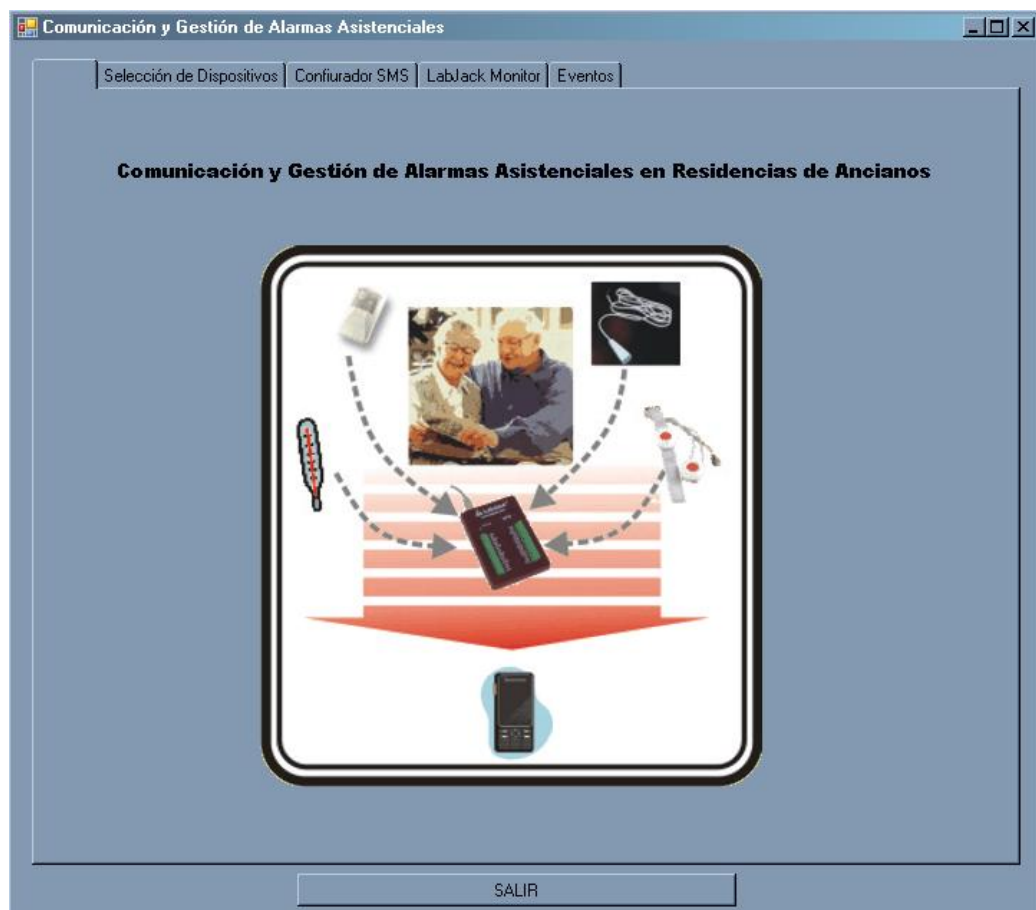 Comunicación y Gestión de Alarmas Asistenciales
Selección de Dispositivos Confiurador SMS LabJack Monitor Eventos
Comunicación y Gestión de Alarmas Asistenciales en Residencias de Ancianos
SALIR